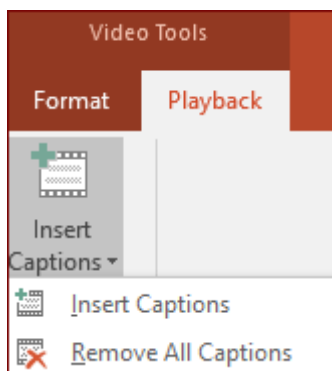 Video Tools
Format Playback
Insert
Captions
Insert Captions
Remove All Captions